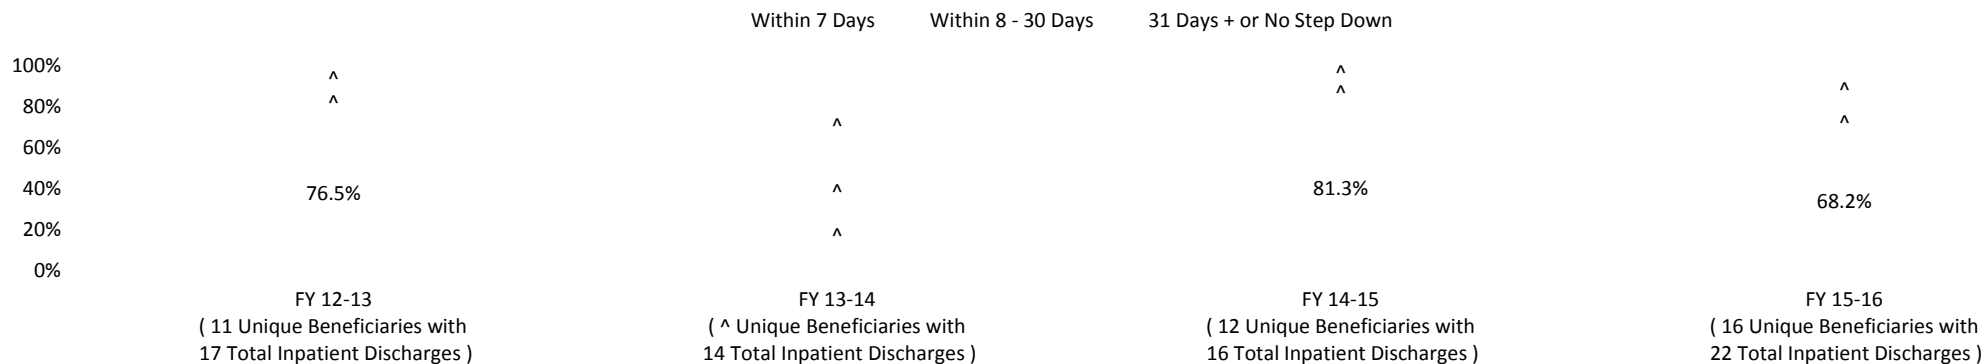 Within 7 Days Within 8 - 30 Days 31 Days + or No Step Down
100%
80%
60%
40%
20%
0%
^
^
76.5%
^
^
^
^
^
81.3%
^
^
68.2%
FY 12-13
( 11 Unique Beneficiaries with
17 Total Inpatient Discharges )
FY 13-14
( ^ Unique Beneficiaries with
14 Total Inpatient Discharges )
FY 14-15
( 12 Unique Beneficiaries with
16 Total Inpatient Discharges )
FY 15-16
( 16 Unique Beneficiaries with
22 Total Inpatient Discharges )